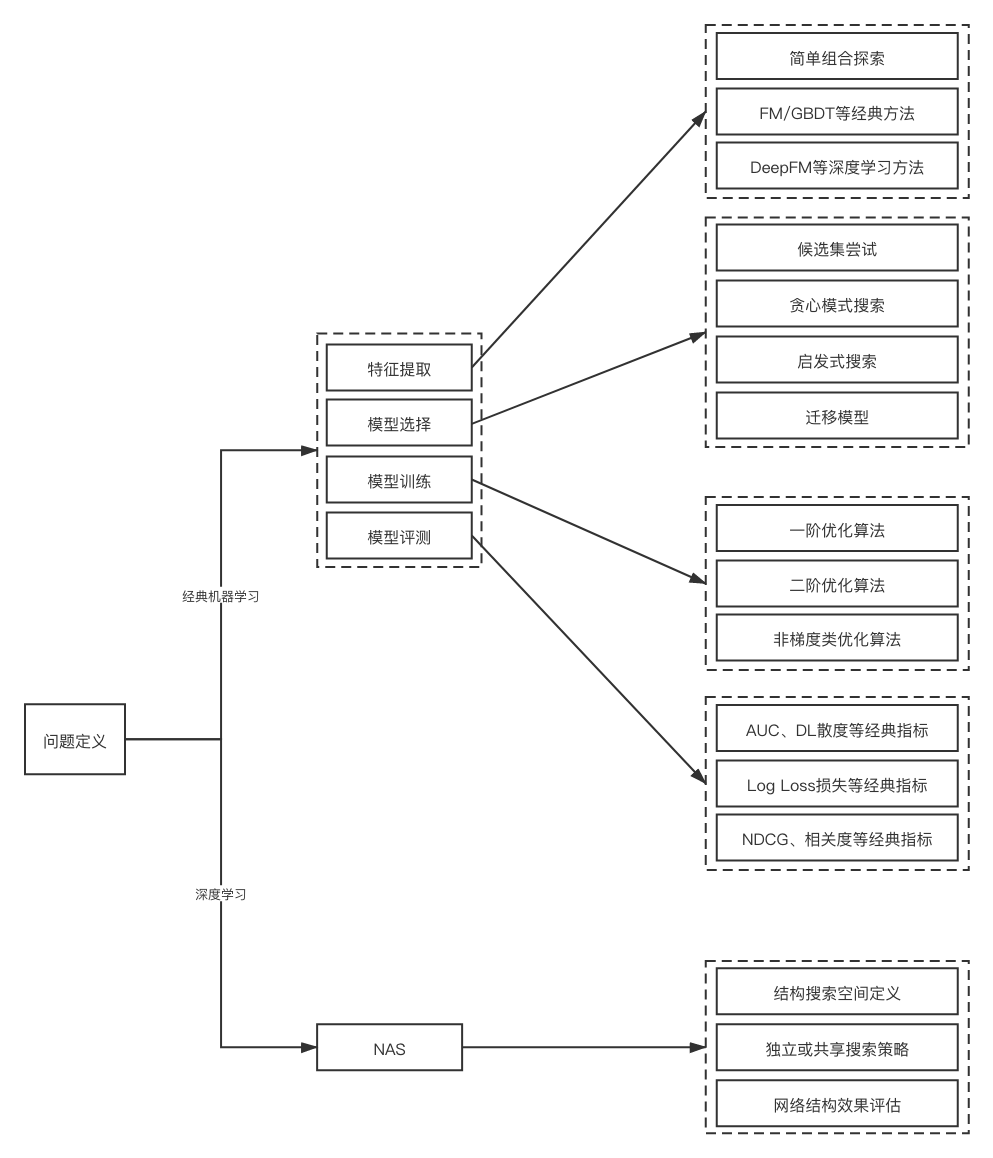 简单组合探索
FM/GBDT等经典方法
DeepFM等深度学习方法
候选集尝试
贪心模式搜索
启发式搜索
迁移模型
特征提取
模型选择
模型训练
模型评测
一阶优化算法
二阶优化算法
非梯度类优化算法
经典机器学习
问题定义
AUC、DL散度等经典指标
Log Loss损失等经典指标
NDCG、相关度等经典指标
深度学习
NAS
结构搜索空间定义
独立或共享搜索策略
网络结构效果评估